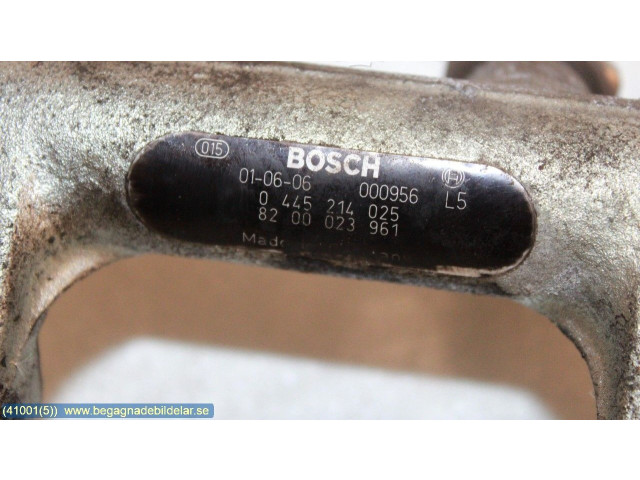 015
BOSCH
01-06-06 000956 L5
0 445 214 025
82 00 023 961
Made
(41001(5)) www.begagnadebildelar.se